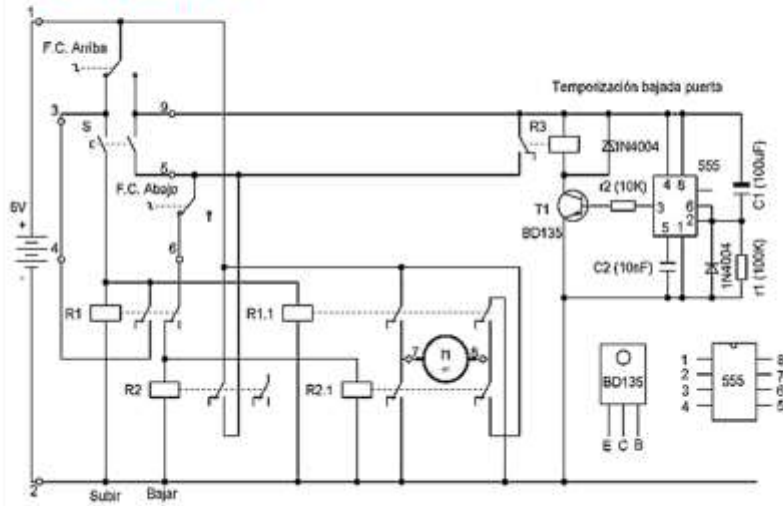 1
F.C. Arriba
Temporización bajada puerta
3
9
S
R3
1N4004
555
5
F.C. Abajo
r2 (10K)
4 8
C1 (100uF)
6V
+
T1
3
6
2
4
6
BD135
5 1
C2 (10nF)
1N4004
r1 (100K)
-
R1
R1.1
7
8
R2
R2.1
BD135
1
2
3
4
555
8
7
6
5
E C B
2
Subir
Bajar